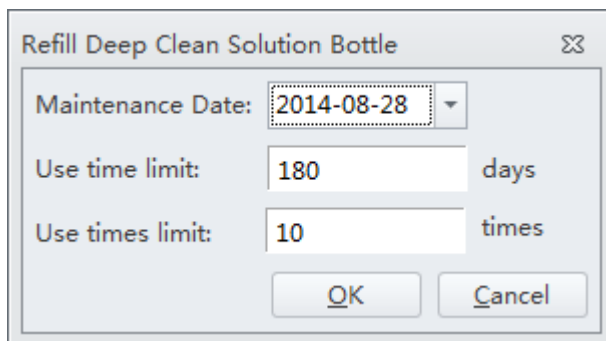 Refill Deep Clean Solution Bottle
Maintenance Date: 2014-08-28
Use time limit: 180 days
Use times limit: 10 times
OK Cancel